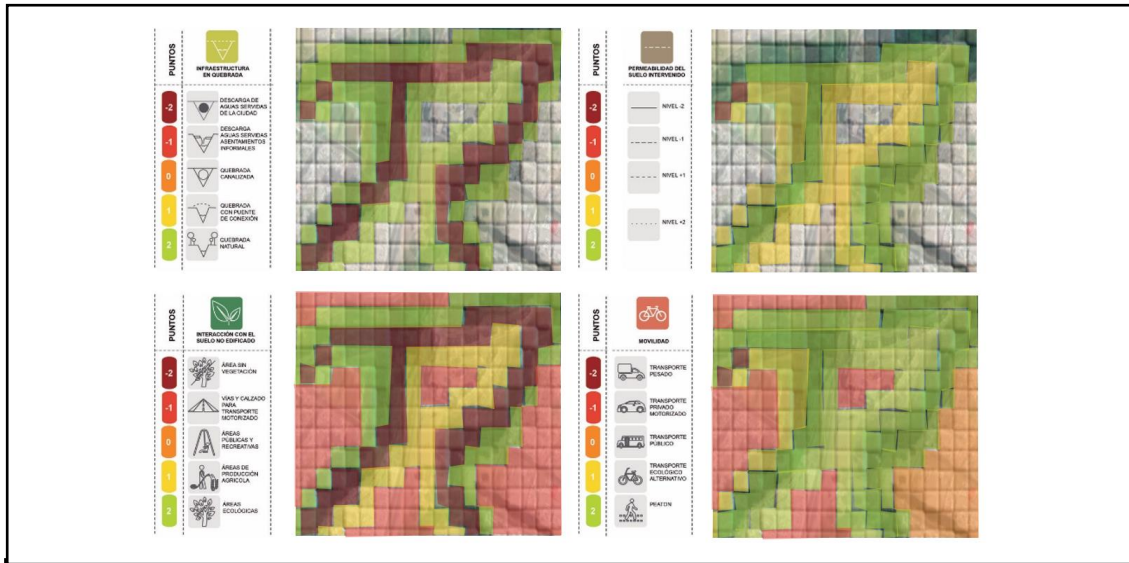 PUNTOS
INFRAESTRUCTURA
EN QUEBRADA
-2
DESCARGA DE
AGUAS SERVIDAS
DE LA CIUDAD
-1
DESCARGA
AGUAS SERVIDAS
ASENTAMIENTOS
INFORMALES
0
QUEBRADA
CANALIZADA
1
QUEBRADA
CON PUENTE
DE CONEXIÓN
2
QUEBRADA
NATURAL
PUNTOS
PERMEABILIDAD DEL
SUELO INTERVENIDO
-2
NIVEL -2
-1
NIVEL -1
0
NIVEL +1
1
NIVEL +2
2
PUNTOS
INTERACCIÓN CON EL
SUELO NO EDIFICADO
-2
ÁREA SIN
VEGETACIÓN
-1
VÍAS Y CALZADO
PARA
TRANSPORTE
MOTORIZADO
0
ÁREAS
PÚBLICAS Y
RECREATIVAS
1
ÁREAS DE
PRODUCCIÓN
AGRICOLA
2
ÁREAS
ECOLÓGICAS
PUNTOS
MOVILIDAD
-2
TRANSPORTE
PESADO
-1
TRANSPORTE
PRIVADO
MOTORIZADO
0
TRANSPORTE
PÚBLICO
1
TRANSPORTE
ECOLÓGICO
ALTERNATIVO
2
PEATON